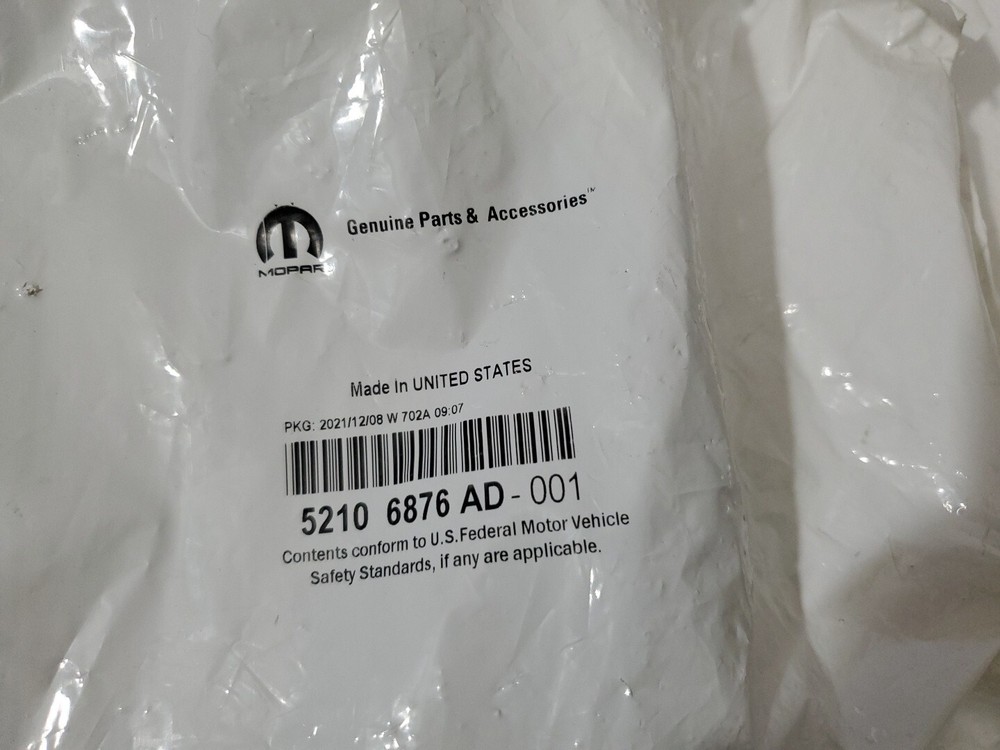 Genuine Parts & Accessories™
MOPAR
Made In UNITED STATES
PKG: 2021/12/08 W 702A 09:07
5210 6876 AD - 001
Contents conform to U.S.Federal Motor Vehicle
Safety Standards, if any are applicable.